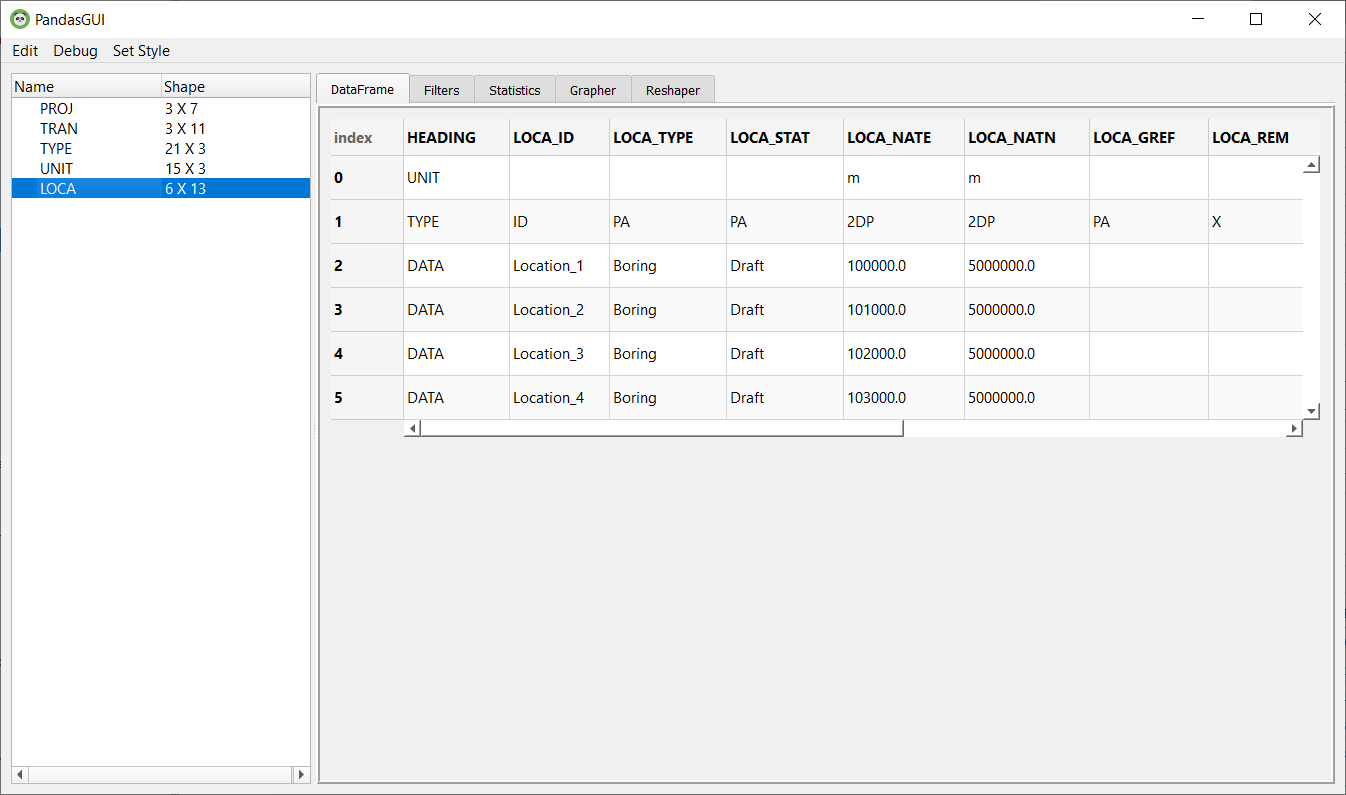 PandasGUI
Edit Debug Set Style
Name Shape
PROJ 3 X 7
TRAN 3 X 11
TYPE 21 X 3
UNIT 15 X 3
LOCA 6 X 13
DataFrame Filters Statistics Grapher Reshaper
index HEADING LOCA_ID LOCA_TYPE LOCA_STAT LOCA_NATE LOCA_NATN LOCA_GREF LOCA_REM
0 UNIT m m
1 TYPE ID PA PA 2DP 2DP PA X
2 DATA Location_1 Boring Draft 100000.0 5000000.0
3 DATA Location_2 Boring Draft 101000.0 5000000.0
4 DATA Location_3 Boring Draft 102000.0 5000000.0
5 DATA Location_4 Boring Draft 103000.0 5000000.0